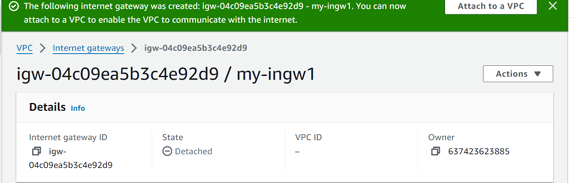 The following internet gateway was created: igw-04c09ea5b3c4e92d9 - my-ingw1. You can now
attach to a VPC to enable the VPC to communicate with the internet.
Attach to a VPC
VPC > Internet gateways > igw-04c09ea5b3c4e92d9
igw-04c09ea5b3c4e92d9 / my-ingw1
Actions
Details Info
Internet gateway ID
igw-
04c09ea5b3c4e92d9
State
Detached
VPC ID
–
Owner
637423623885